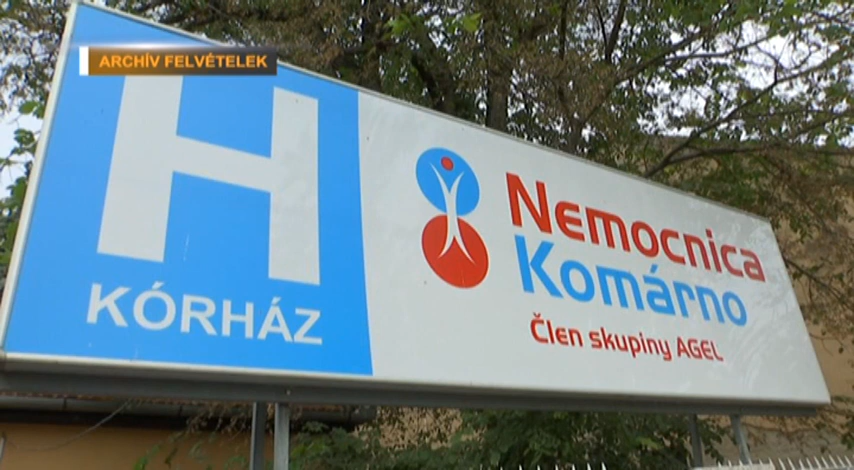 ARCHÍV FELVÉTELEK
H
KÓRHÁZ
Nemocnica
Komárno
Člen skupiny AGEL